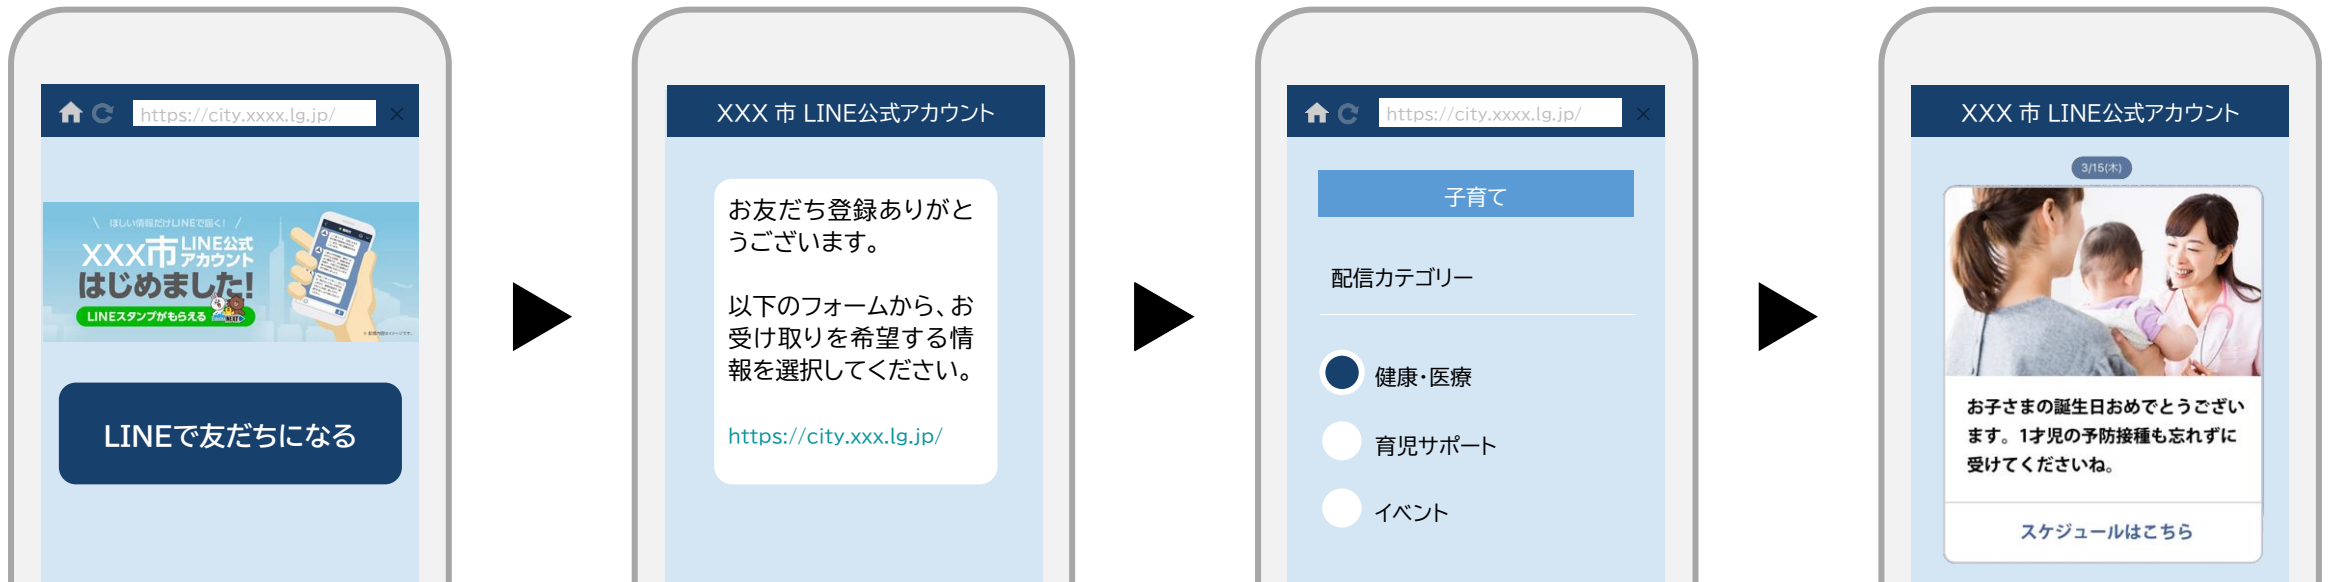 https://city.xxxx.lg.jp/
ほしい情報だけLINEで届く!
XXX市 LINE公式アカウント
はじめました!
LINEスタンプがもらえる
LINEで友だちになる
XXX 市 LINE公式アカウント
お友だち登録ありがと
うございます。
以下のフォームから、お
受け取りを希望する情
報を選択してください。
https://city.xxx.lg.jp/
https://city.xxxx.lg.jp/
子育て
配信カテゴリー
健康・医療
育児サポート
イベント
XXX 市 LINE公式アカウント
3/15(木)
お子さまの誕生日おめでとうござい
ます。1才児の予防接種も忘れずに
受けてくださいね。
スケジュールはこちら